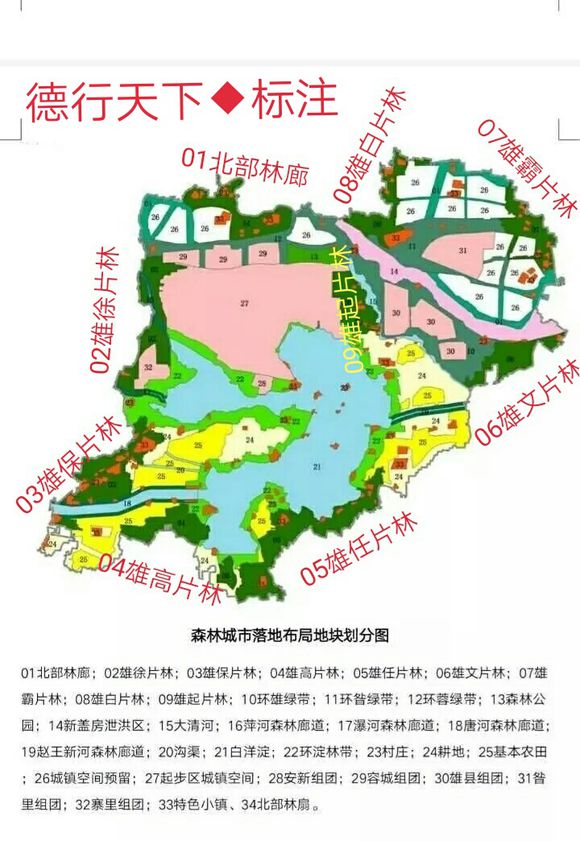 德行天下◆标注
01北部林廊
08雄白片林
07雄霸片林
02雄徐片林
09雄起片林
03雄保片林
06雄文片林
04雄高片林
05雄任片林
26
26
26
26
26
26
33
31
29
29
29
13
14
27
30
30
30
32
28
22
22
24
25
21
18
33
森林城市落地布局地块划分图
01北部林廊；02雄徐片林；03雄保片林；04雄高片林；05雄任片林；06雄文片林；07雄
霸片林；08雄白片林；09雄起片林；10环雄绿带；11环昝绿带；12环蓉绿带；13森林公
园；14新盖房泄洪区；15大清河；16萍河森林廊道；17瀑河森林廊道；18唐河森林廊道；
19赵王新河森林廊道；20沟渠；21白洋淀；22环淀林带；23村庄；24耕地；25基本农田
；26城镇空间预留；27起步区城镇空间；28安新组团；29容城组团；30雄县组团；31昝
里组团；32寨里组团；33特色小镇、34北部林扇。